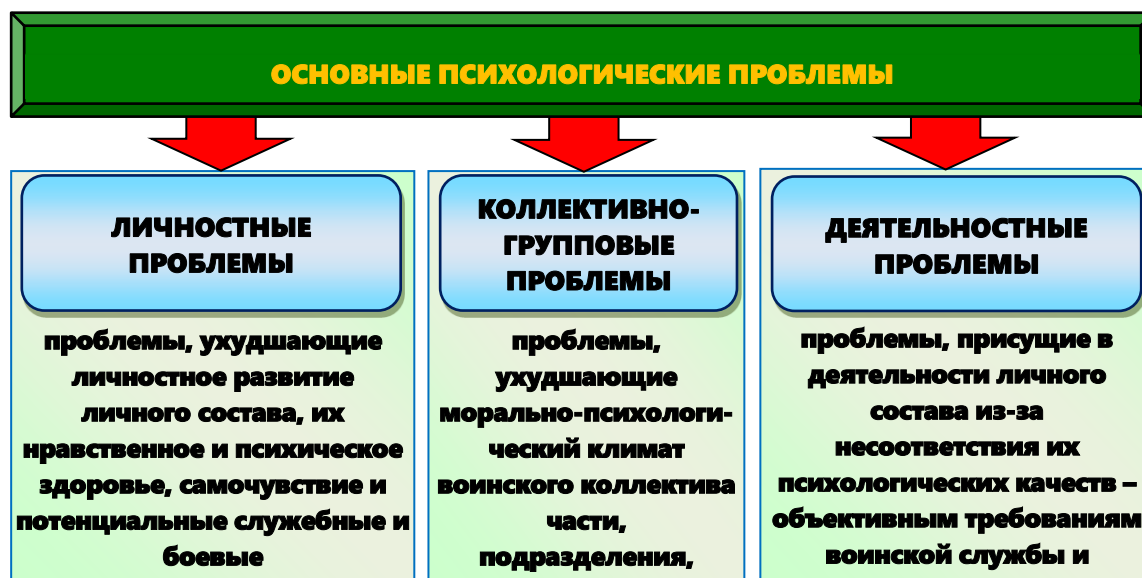 ОСНОВНЫЕ ПСИХОЛОГИЧЕСКИЕ ПРОБЛЕМЫ
ЛИЧНОСТНЫЕ
ПРОБЛЕМЫ
проблемы, ухудшающие
личностное развитие
личного состава, их
нравственное и психическое
здоровье, самочувствие и
потенциальные служебные и
боевые
КОЛЛЕКТИВНО-
ГРУППОВЫЕ
ПРОБЛЕМЫ
проблемы,
ухудшающие
морально-психологи-
ческий климат
воинского коллектива
части,
подразделения,
ДЕЯТЕЛЬНОСТНЫЕ
ПРОБЛЕМЫ
проблемы, присущие в
деятельности личного
состава из-за
несоответствия их
психологических качеств –
объективным требованиям
воинской службы и